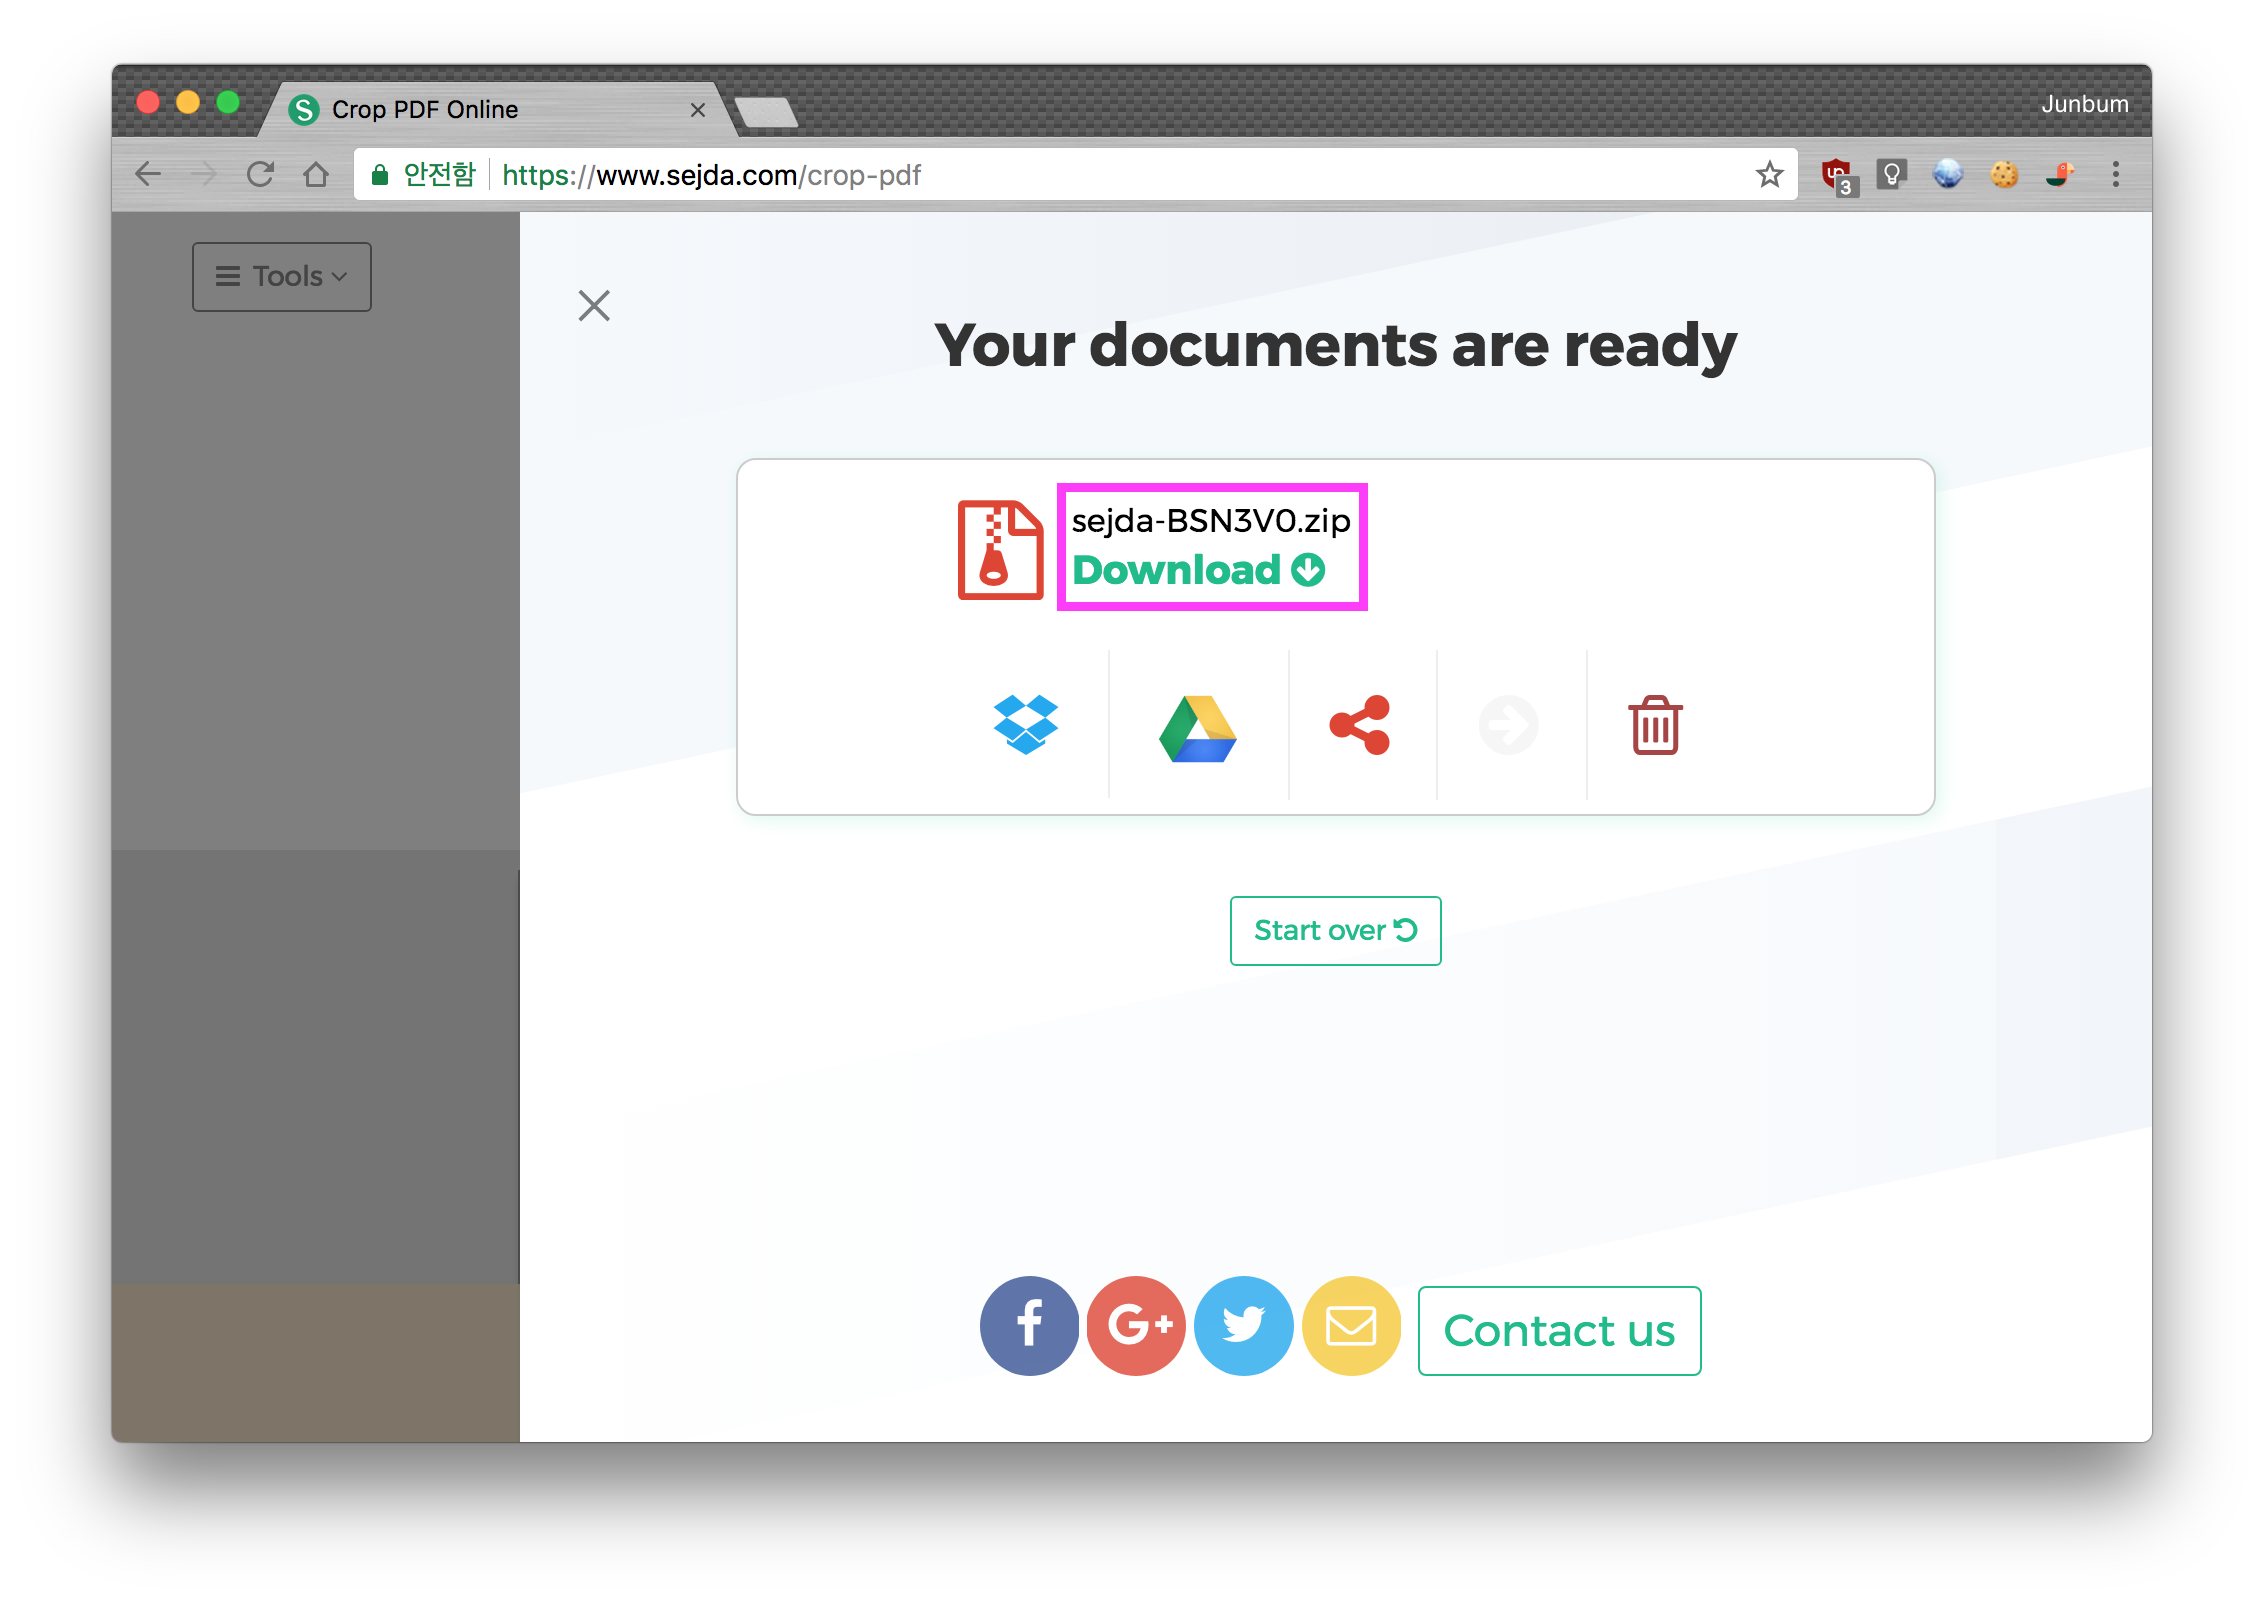 Crop PDF Online
Junbum
안전함 https://www.sejda.com/crop-pdf
3
Tools
Your documents are ready
sejda-BSN3V0.zip
Download
Start over
Contact us